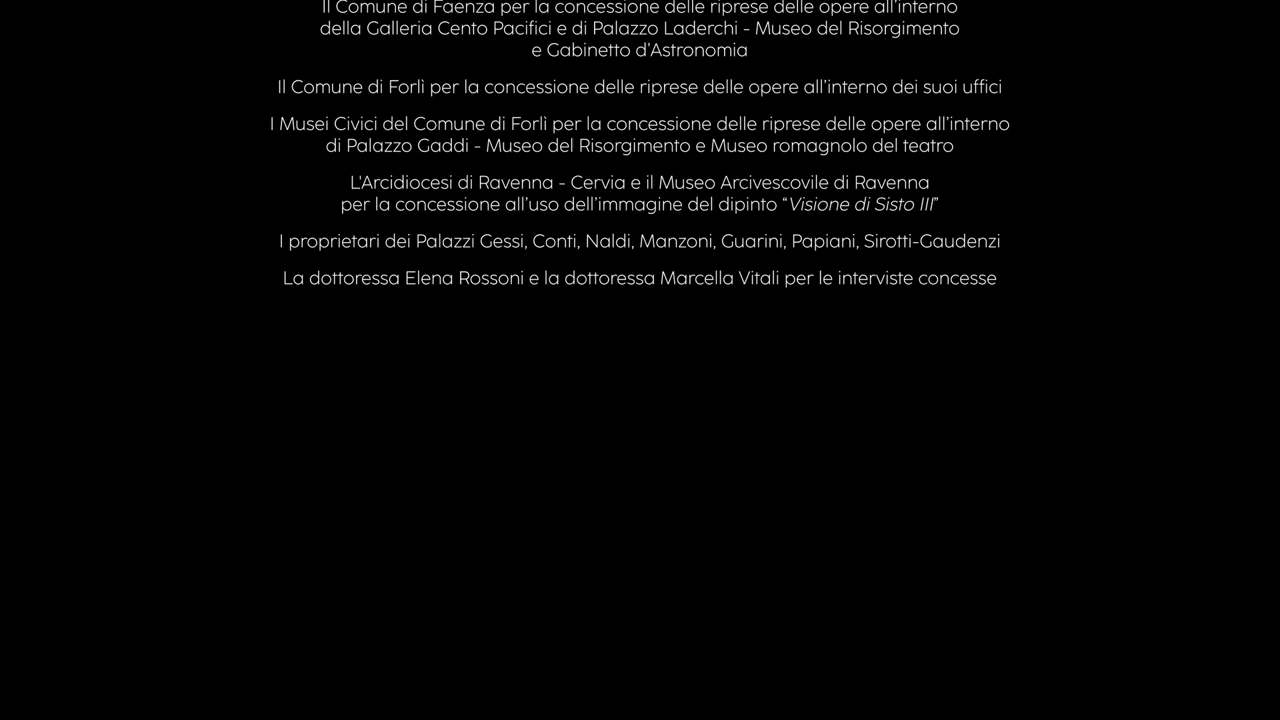 Il Comune di Faenza per la concessione delle riprese delle opere all’interno
della Galleria Cento Pacifici e di Palazzo Laderchi - Museo del Risorgimento
e Gabinetto d’Astronomia
Il Comune di Forlì per la concessione delle riprese delle opere all’interno dei suoi uffici
I Musei Civici del Comune di Forlì per la concessione delle riprese delle opere all’interno
di Palazzo Gaddi - Museo del Risorgimento e Museo romagnolo del teatro
L'Arcidiocesi di Ravenna - Cervia e il Museo Arcivescovile di Ravenna
per la concessione all’uso dell’immagine del dipinto “Visione di Sisto III”
I proprietari dei Palazzi Gessi, Conti, Naldi, Manzoni, Guarini, Papiani, Sirotti-Gaudenzi
La dottoressa Elena Rossoni e la dottoressa Marcella Vitali per le interviste concesse